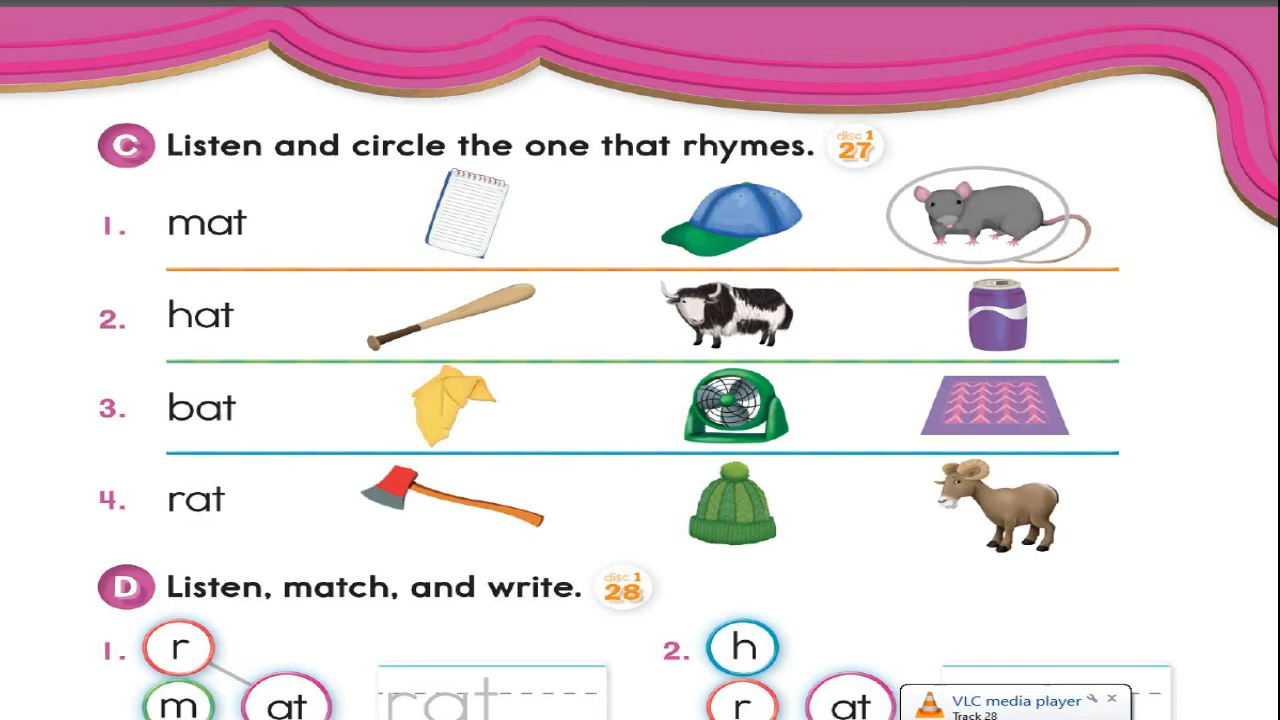 C Listen and circle the one that rhymes. disc 1 27
1. mat
2. hat
3. bat
4. rat
D Listen, match, and write. disc 1 28
1. r 2. h
m at rat r at
VLC media player
Track 28